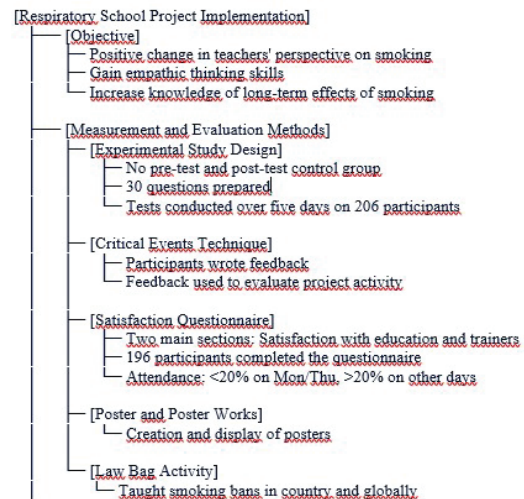 [Respiratory School Project Implementation]
[Objective]
Positive change in teachers' perspective on smoking
Gain empathic thinking skills
Increase knowledge of long-term effects of smoking
[Measurement and Evaluation Methods]
[Experimental Study Design]
No pre-test and post-test control group
30 questions prepared
Tests conducted over five days on 206 participants
[Critical Events Technique]
Participants wrote feedback
Feedback used to evaluate project activity
[Satisfaction Questionnaire]
Two main sections: Satisfaction with education and trainers
196 participants completed the questionnaire
Attendance: <20% on Mon/Thu, >20% on other days
[Poster and Poster Works]
Creation and display of posters
[Law Bag Activity]
Taught smoking bans in country and globally